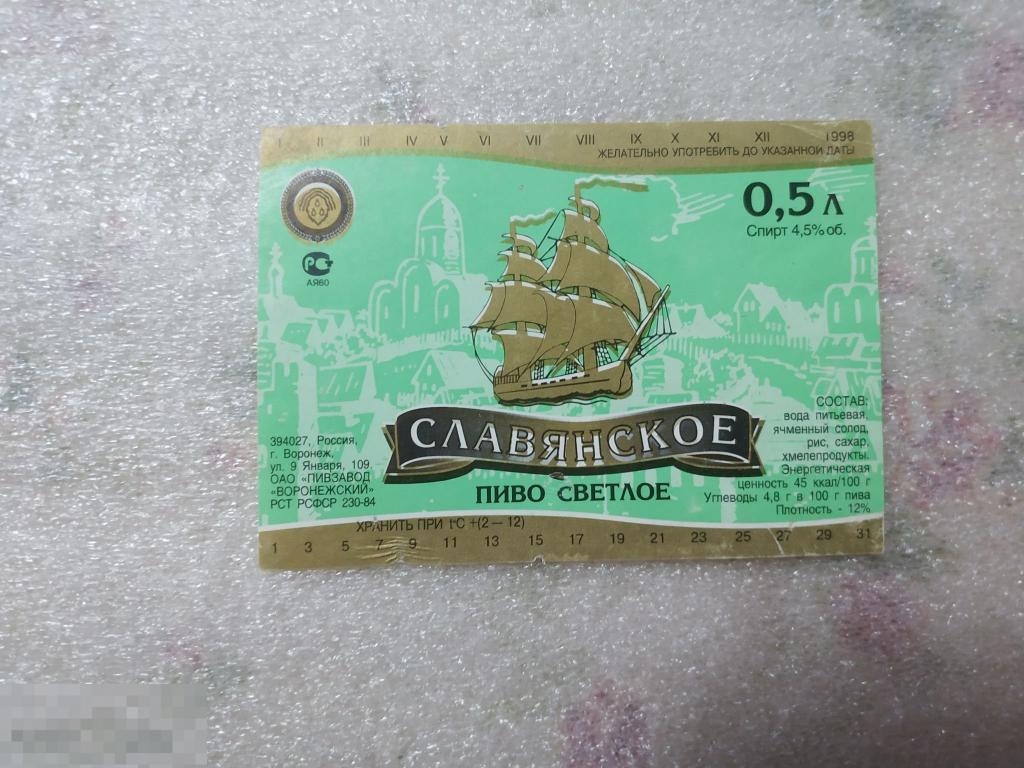 I II III IV V VI VII VIII IX X XI XII 1998
ЖЕЛАТЕЛЬНО УПОТРЕБИТЬ ДО УКАЗАННОЙ ДАТЫ
0,5 л
Спирт 4,5% об.
РСТ
АЯ60
СЛАВЯНСКОЕ
ПИВО СВЕТЛОЕ
394027, Россия,
г. Воронеж,
ул. 9 Января, 109.
ОАО «ПИВЗАВОД
«ВОРОНЕЖСКИЙ»
РСТ РСФСР 230-84
СОСТАВ:
вода питьевая,
ячменный солод,
рис, сахар,
хмелепродукты.
Энергетическая
ценность 45 ккал/100 г
Углеводы 4,8 г в 100 г пива
Плотность - 12%
ХРАНИТЬ ПРИ t°C +(2 — 12)
1 3 5 7 9 11 13 15 17 19 21 23 25 27 29 31